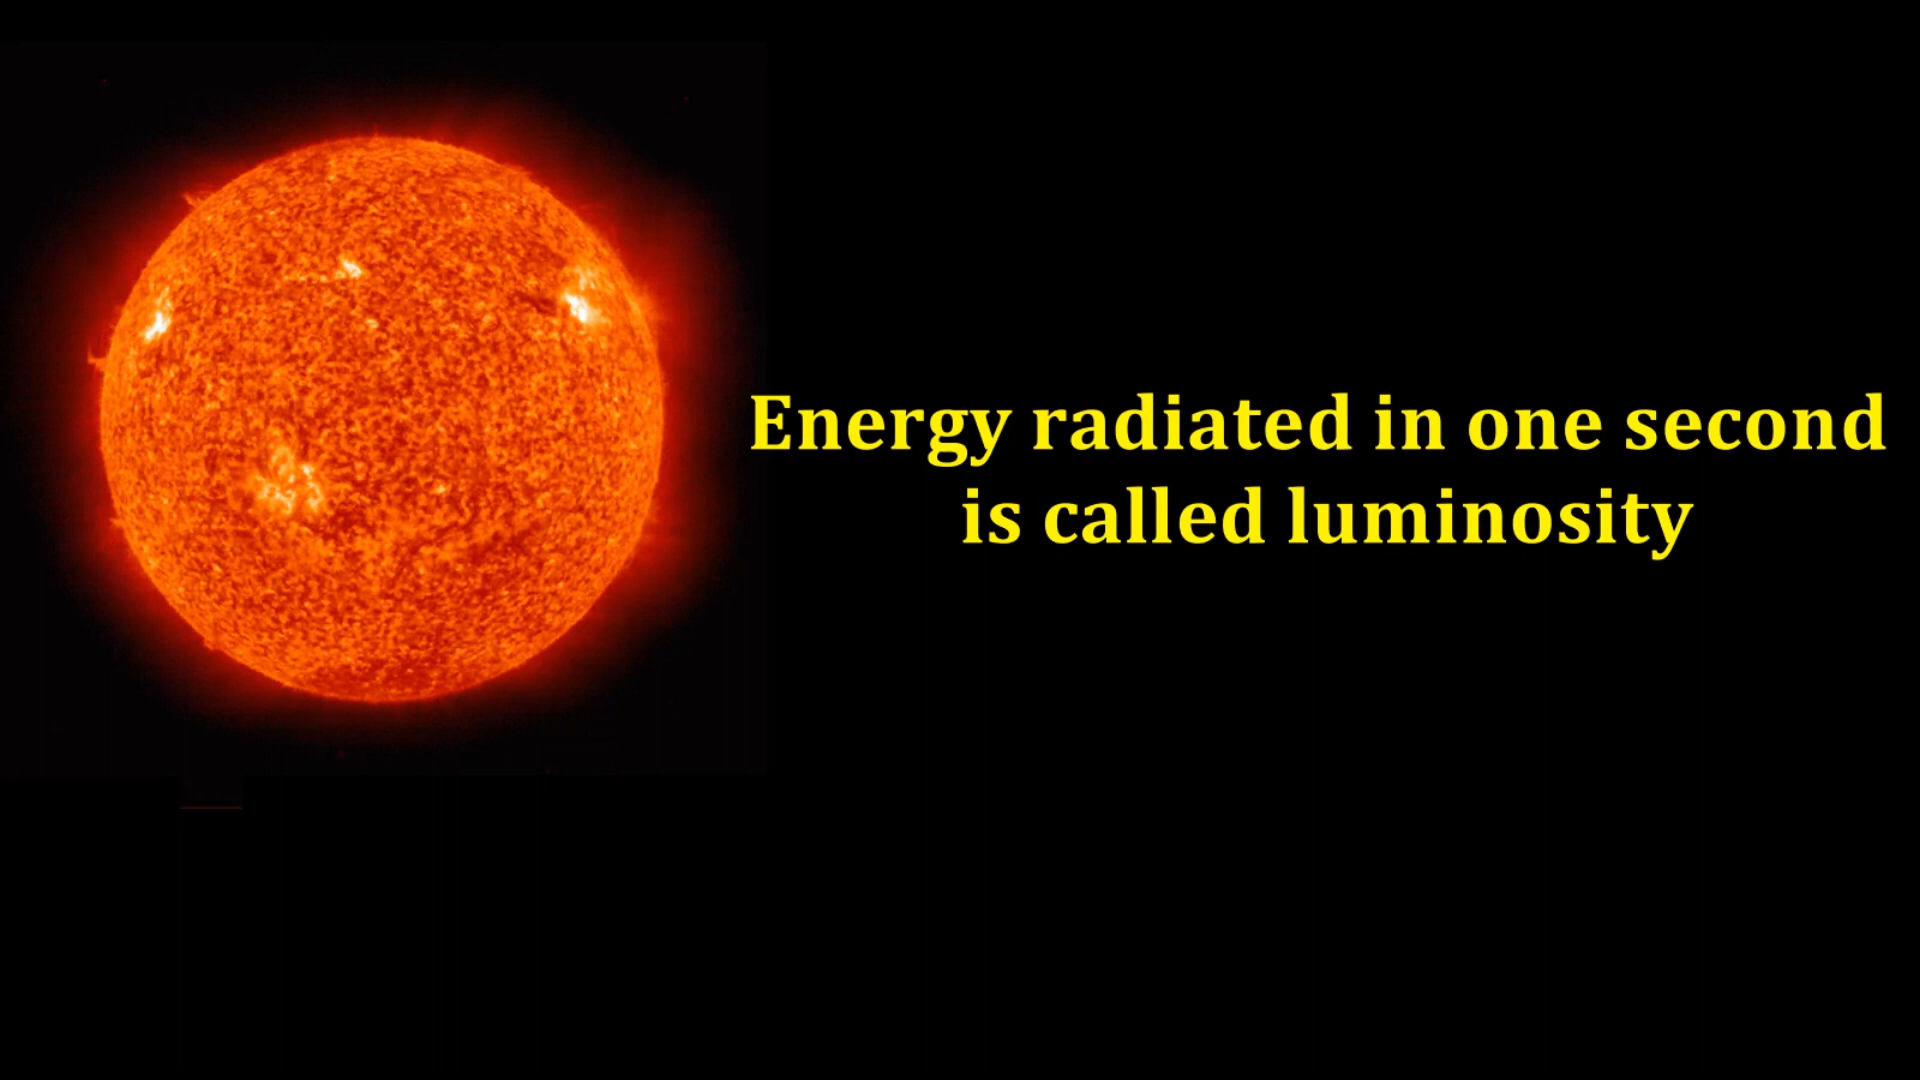 Energy radiated in one second
is called luminosity